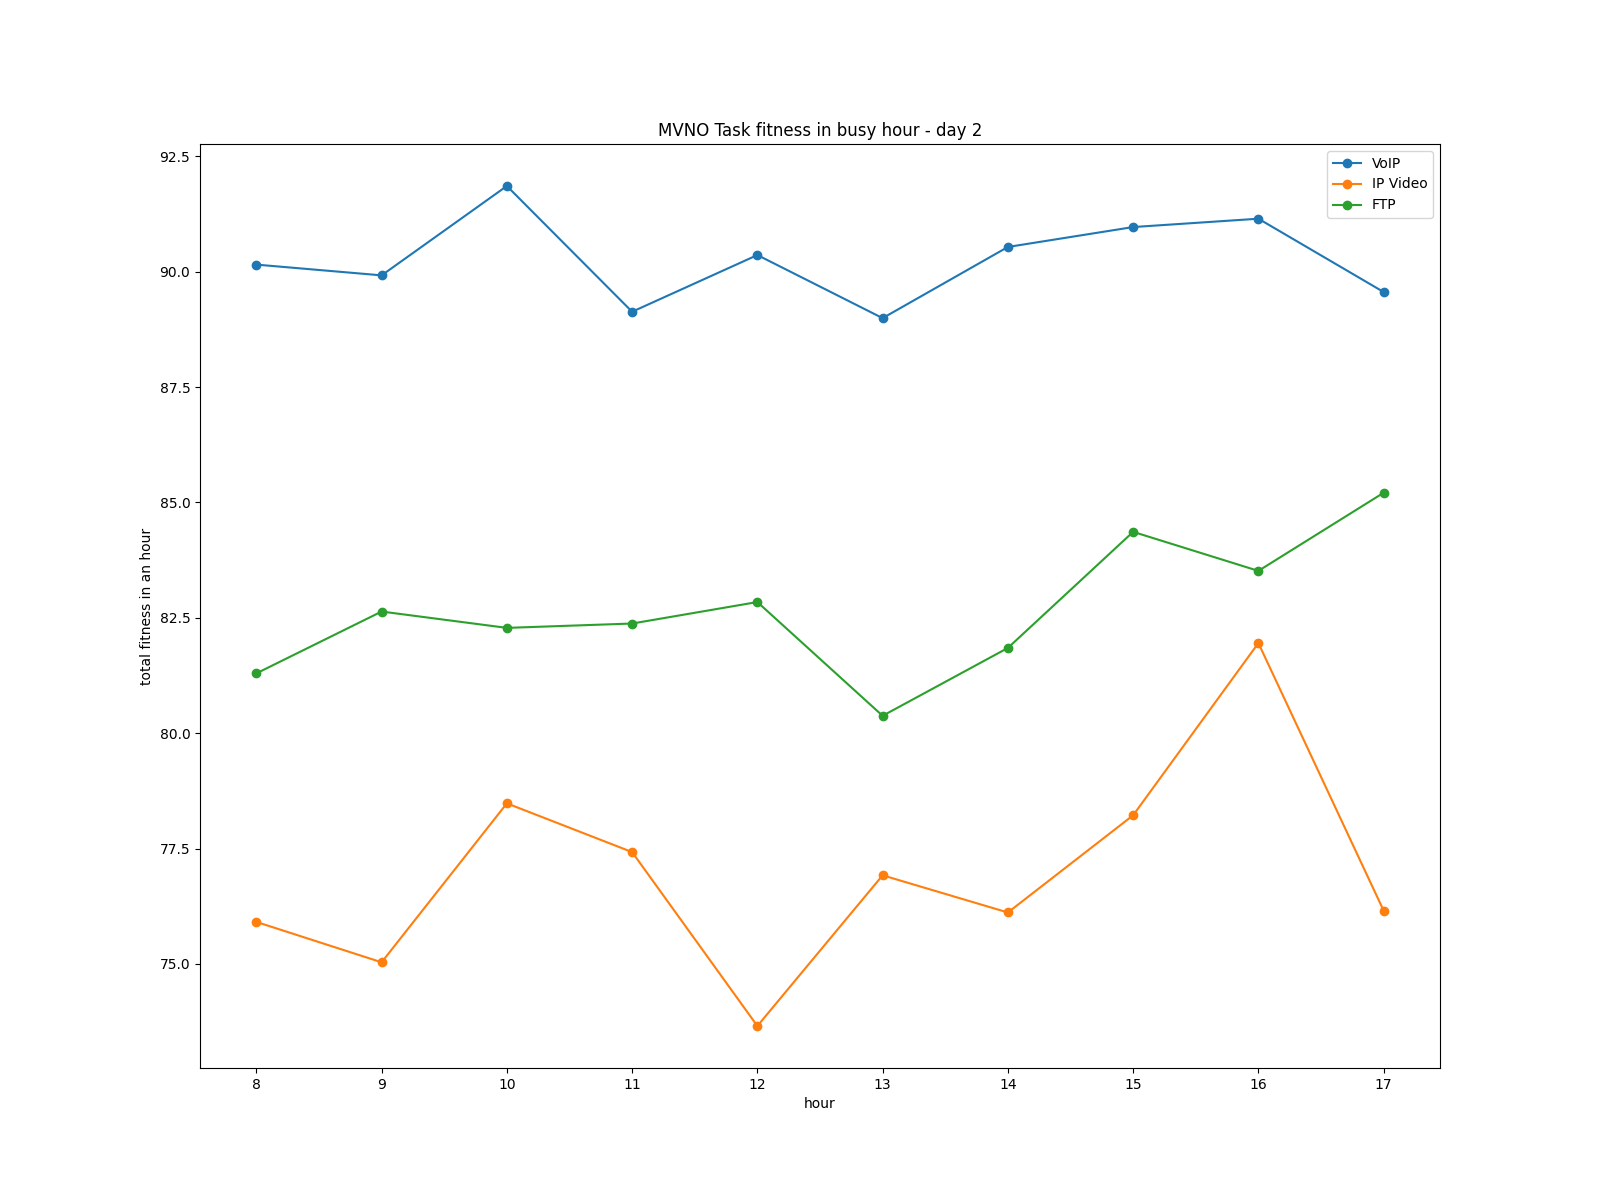 MVNO Task fitness in busy hour - day 2
VoIP
IP Video
FTP
92.5
90.0
87.5
85.0
82.5
80.0
77.5
75.0
total fitness in an hour
8 9 10 11 12 13 14 15 16 17
hour